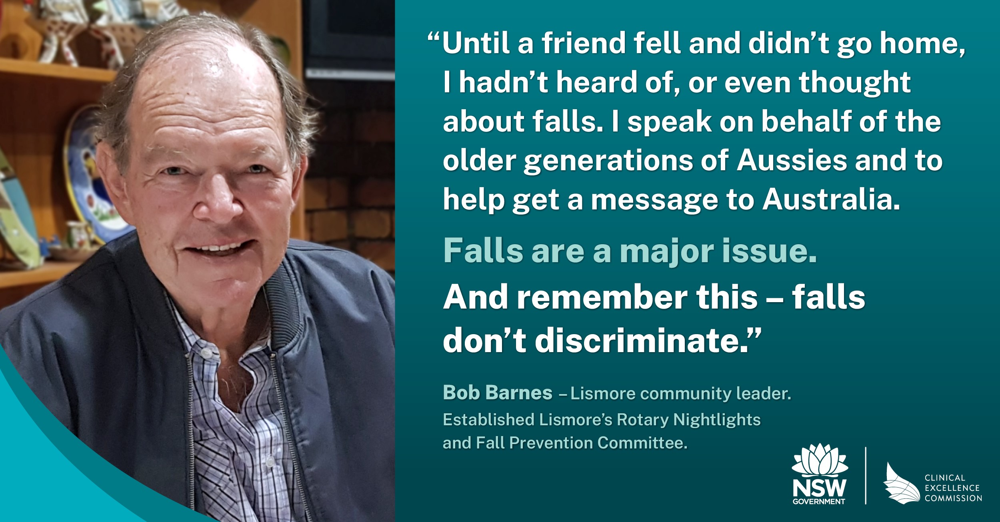 “Until a friend fell and didn’t go home,
I hadn’t heard of, or even thought
about falls. I speak on behalf of the
older generations of Aussies and to
help get a message to Australia.
Falls are a major issue.
And remember this – falls
don’t discriminate.”
Bob Barnes – Lismore community leader.
Established Lismore’s Rotary Nightlights
and Fall Prevention Committee.
NSW
GOVERNMENT
CLINICAL
EXCELLENCE
COMMISSION